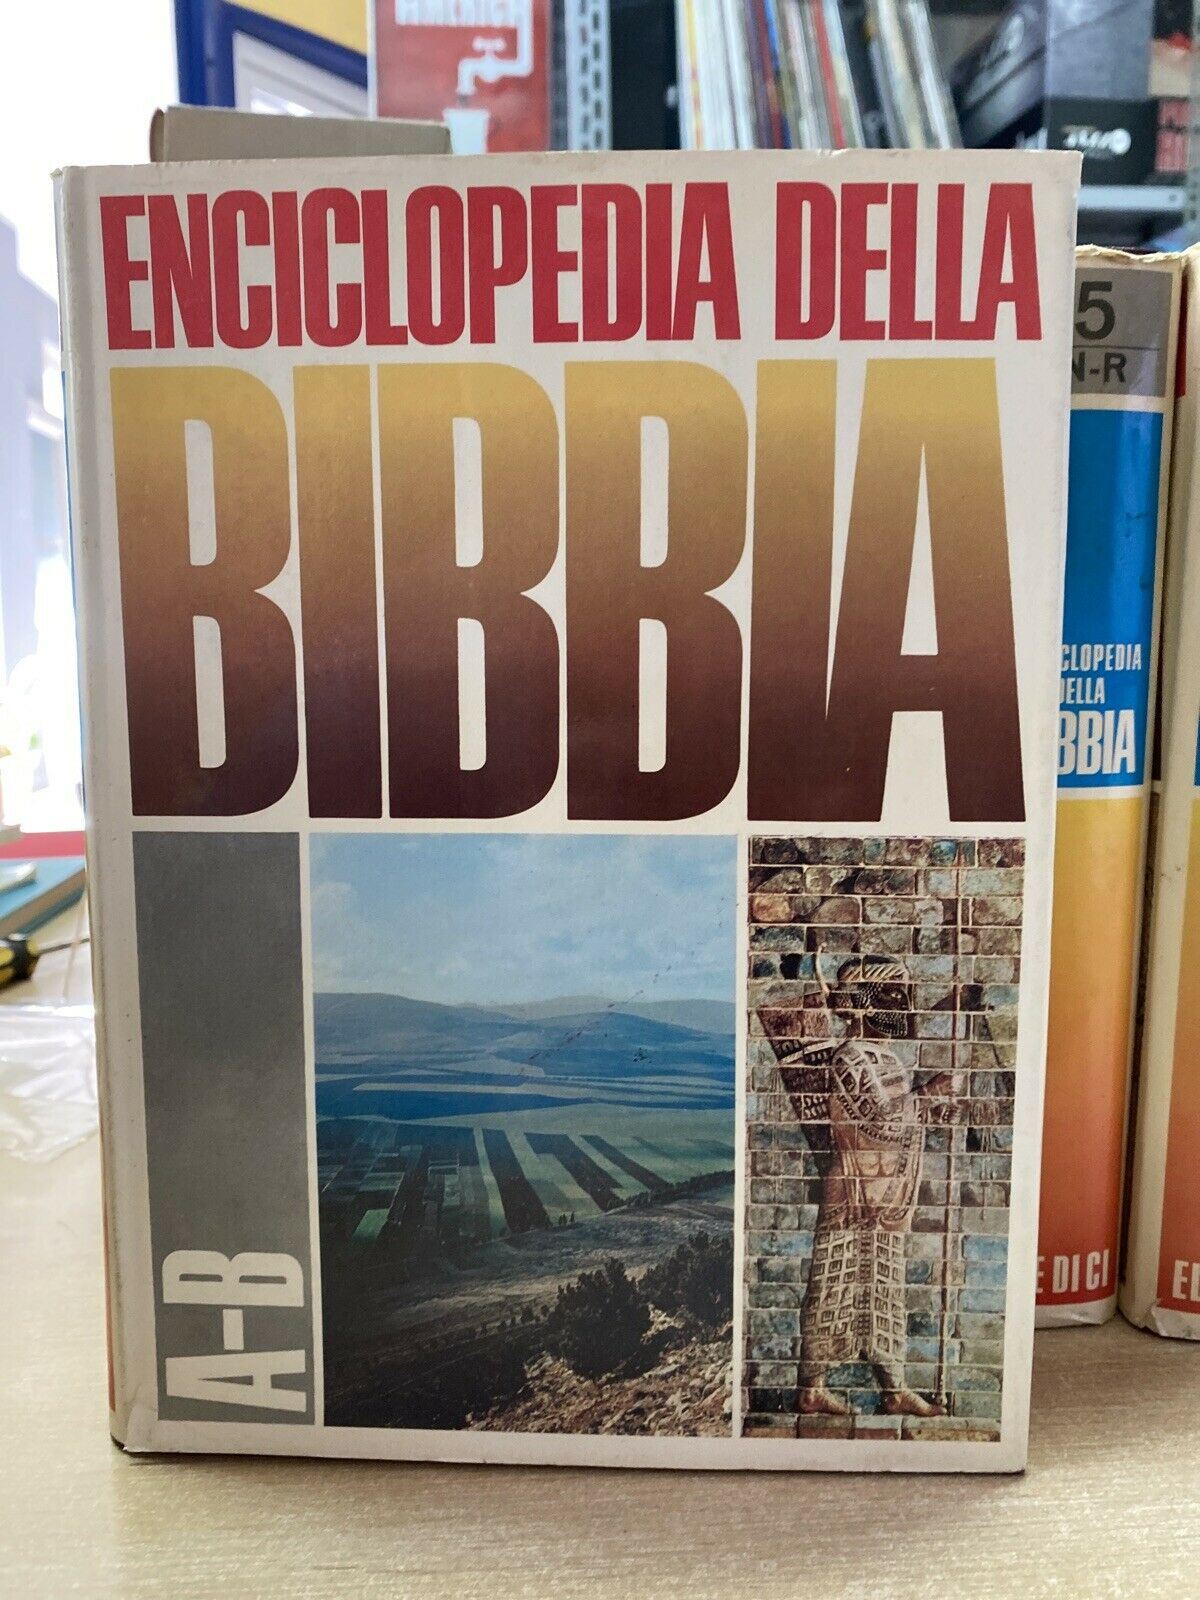 ENCICLOPEDIA DELLA
BIBBIA
A-B
5
N-R
CLOPEDIA
DELLA
BBIA
E DI CI